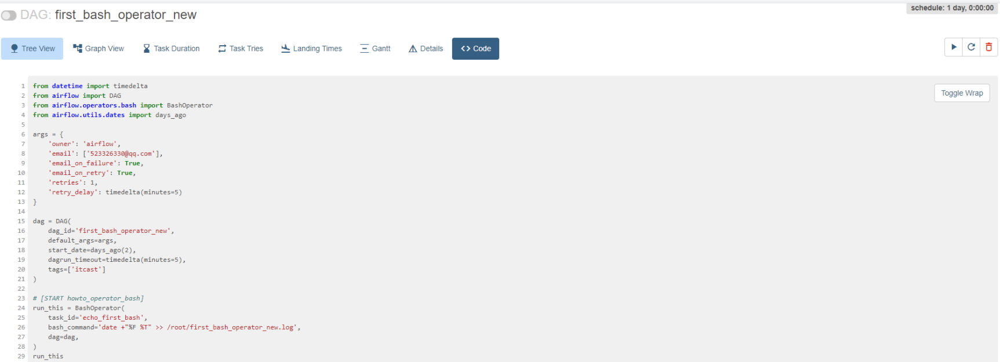 schedule: 1 day, 0:00:00
DAG: first_bash_operator_new
Tree View Graph View Task Duration Task Tries Landing Times Gantt Details <> Code
Toggle Wrap
1 from datetime import timedelta
2 from airflow import DAG
3 from airflow.operators.bash import BashOperator
4 from airflow.utils.dates import days_ago
5
6 args = {
7     'owner': 'airflow',
8     'email': ['523326330@qq.com'],
9     'email_on_failure': True,
10     'email_on_retry': True,
11     'retries': 1,
12     'retry_delay': timedelta(minutes=5)
13 }
14
15 dag = DAG(
16     dag_id='first_bash_operator_new',
17     default_args=args,
18     start_date=days_ago(2),
19     dagrun_timeout=timedelta(minutes=5),
20     tags=['itcast']
21 )
22
23 # [START howto_operator_bash]
24 run_this = BashOperator(
25     task_id='echo_first_bash',
26     bash_command='date +"%F %T" >> /root/first_bash_operator_new.log',
27     dag=dag,
28 )
29 run_this